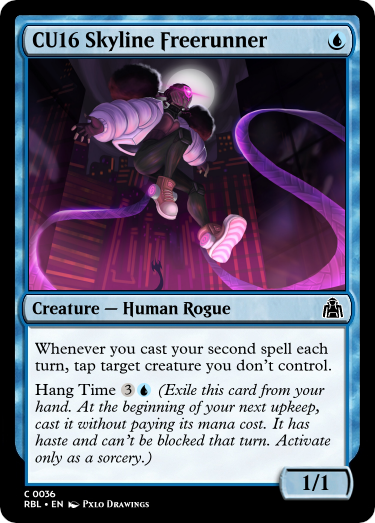 CU16 Skyline Freerunner
Creature — Human Rogue
Whenever you cast your second spell each
turn, tap target creature you don't control.
Hang Time 3 (Exile this card from your
hand. At the beginning of your next upkeep,
cast it without paying its mana cost. It has
haste and can't be blocked that turn. Activate
only as a sorcery.)
1/1
C 0036
RBL • EN Pxlo Drawings